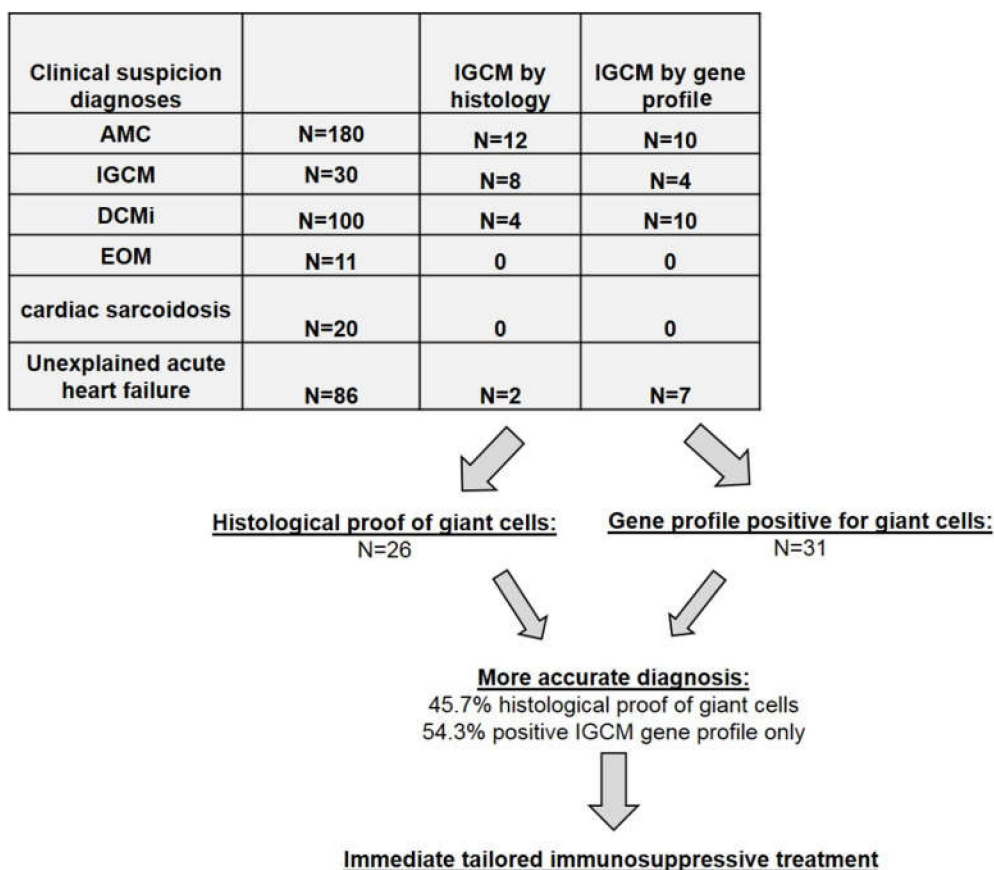 Clinical suspicion
diagnoses
IGCM by
histology
IGCM by gene
profile
AMC N=180 N=12 N=10
IGCM N=30 N=8 N=4
DCMi N=100 N=4 N=10
EOM N=11 0 0
cardiac sarcoidosis N=20 0 0
Unexplained acute
heart failure N=86 N=2 N=7
Histological proof of giant cells:
N=26
Gene profile positive for giant cells:
N=31
More accurate diagnosis:
45.7% histological proof of giant cells
54.3% positive IGCM gene profile only
Immediate tailored immunosuppressive treatment